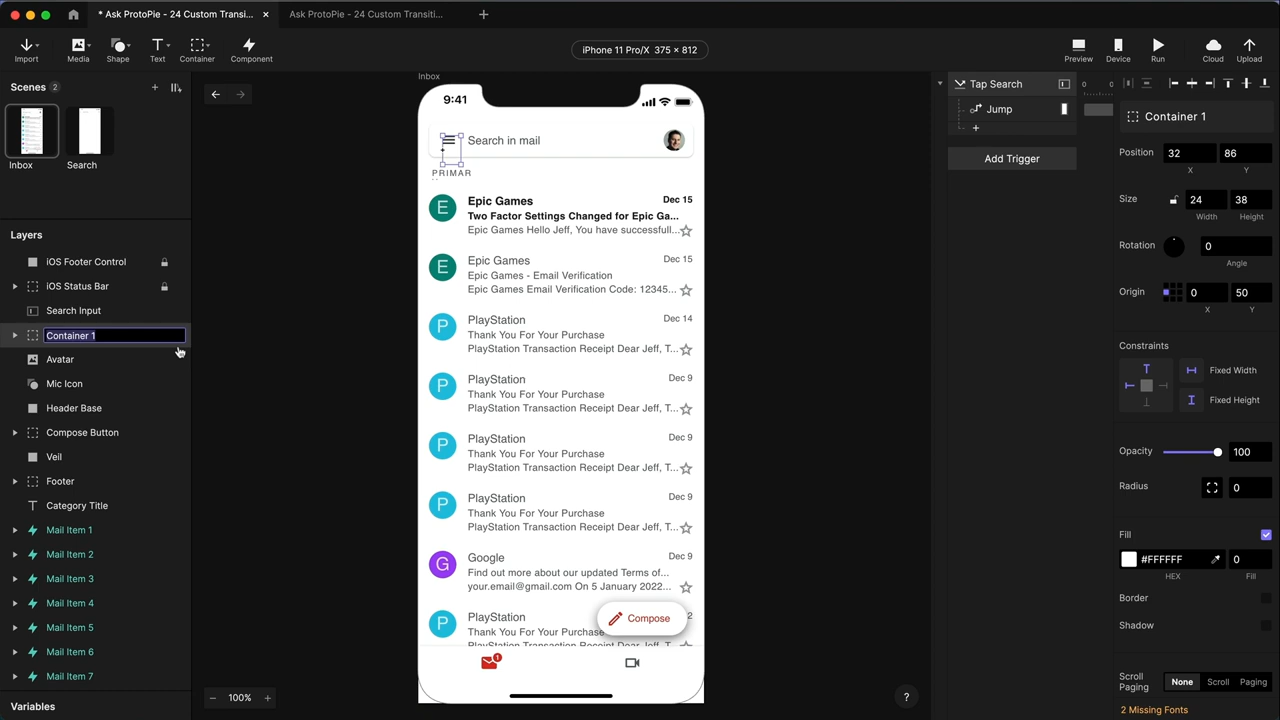 * Ask ProtoPie - 24 Custom Transi...
Ask ProtoPie - 24 Custom Transiti...
Import
Media
Shape
Text
Container
Component
iPhone 11 Pro/X 375 x 812
Preview
Device
Run
Cloud
Upload
Scenes 2
Inbox
Search
Layers
iOS Footer Control
iOS Status Bar
Search Input
Container 1
Avatar
Mic Icon
Header Base
Compose Button
Veil
Footer
Category Title
Mail Item 1
Mail Item 2
Mail Item 3
Mail Item 4
Mail Item 5
Mail Item 6
Mail Item 7
Variables
Inbox
9:41
Search in mail
PRIMAR
E
Epic Games
Dec 15
Two Factor Settings Changed for Epic Ga...
Epic Games Hello Jeff, You have successfull...
E
Epic Games
Dec 15
Epic Games - Email Verification
Epic Games Email Verification Code: 12345...
P
PlayStation
Dec 14
Thank You For Your Purchase
PlayStation Transaction Receipt Dear Jeff, T...
P
PlayStation
Dec 9
Thank You For Your Purchase
PlayStation Transaction Receipt Dear Jeff, T...
P
PlayStation
Dec 9
Thank You For Your Purchase
PlayStation Transaction Receipt Dear Jeff, T...
P
PlayStation
Dec 9
Thank You For Your Purchase
PlayStation Transaction Receipt Dear Jeff, T...
G
Google
Dec 9
Find out more about our updated Terms of...
your.email@gmail.com On 5 January 2022...
P
PlayStation
2
Thank You For Your Purchase
Compose
1
100%
?
Tap Search
Jump
Add Trigger
0
Container 1
Position
32
86
X
Y
Size
24
38
Width
Height
Rotation
0
Angle
Origin
0
50
X
Y
Constraints
Fixed Width
Fixed Height
Opacity
100
Radius
0
Fill
#FFFFFF
0
HEX
Fill
Border
Shadow
Scroll
Paging
None
Scroll
Paging
2 Missing Fonts